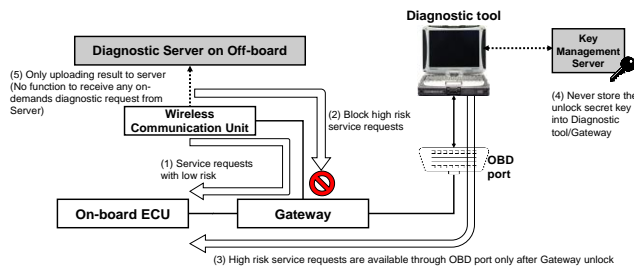 Diagnostic tool
Diagnostic Server on Off-board
Key
Management
Server
(5) Only uploading result to server
(No function to receive any on-
demands diagnostic request from
Server)
(4) Never store the
unlock secret key
into Diagnostic
tool/Gateway
Wireless
Communication Unit
(2) Block high risk
service requests
(1) Service requests
with low risk
OBD
port
On-board ECU
Gateway
(3) High risk service requests are available through OBD port only after Gateway unlock